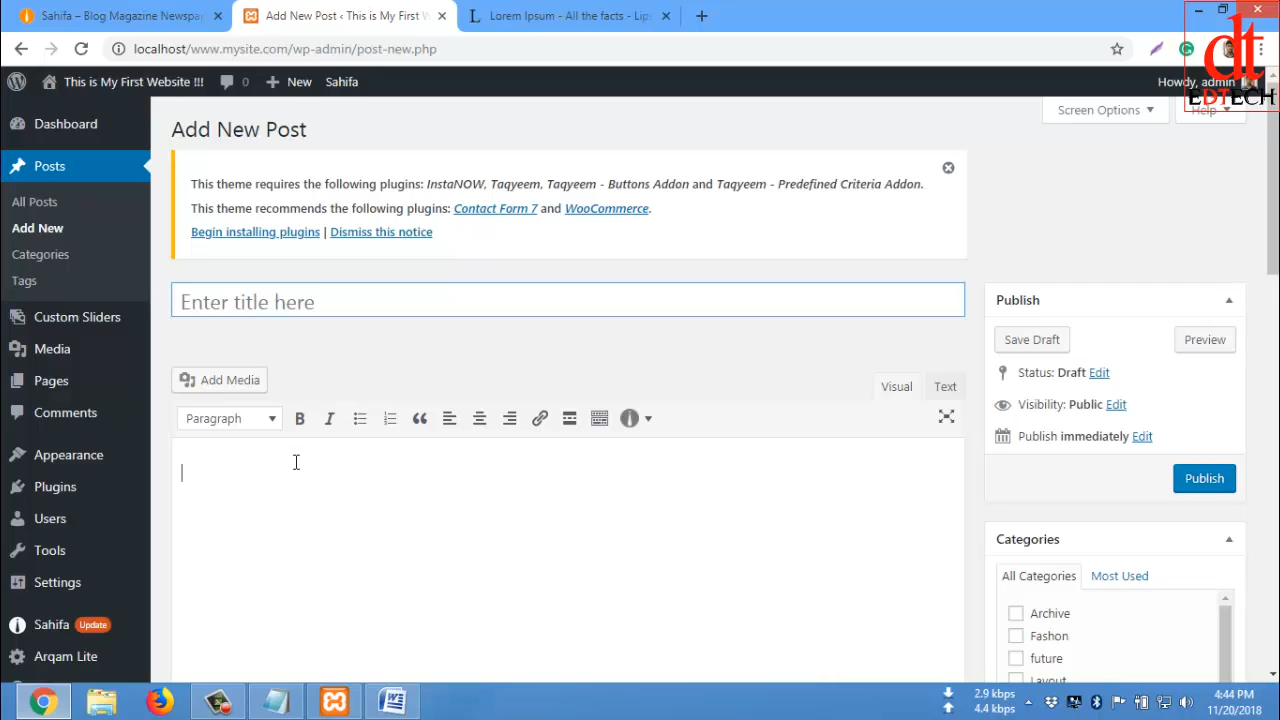 Sahifa – Blog Magazine Newspa
Add New Post ‹ This is My First W
Lorem Ipsum - All the facts - Lip
localhost/www.mysite.com/wp-admin/post-new.php
dt
EDTECH
This is My First Website !!!
0
New
Sahifa
Howdy, admin
Screen Options
Help
Dashboard
Posts
All Posts
Add New
Categories
Tags
Custom Sliders
Media
Pages
Comments
Appearance
Plugins
Users
Tools
Settings
Sahifa Update
Arqam Lite
Add New Post
This theme requires the following plugins: InstaNOW, Taqyeem, Taqyeem - Buttons Addon and Taqyeem - Predefined Criteria Addon.
This theme recommends the following plugins: Contact Form 7 and WooCommerce.
Begin installing plugins | Dismiss this notice
Enter title here
Add Media
Visual
Text
Paragraph
B I
Publish
Save Draft
Preview
Status: Draft Edit
Visibility: Public Edit
Publish immediately Edit
Publish
Categories
All Categories
Most Used
Archive
Fashon
future
Layout
2.9 kbps
4.4 kbps
4:44 PM
11/20/2018